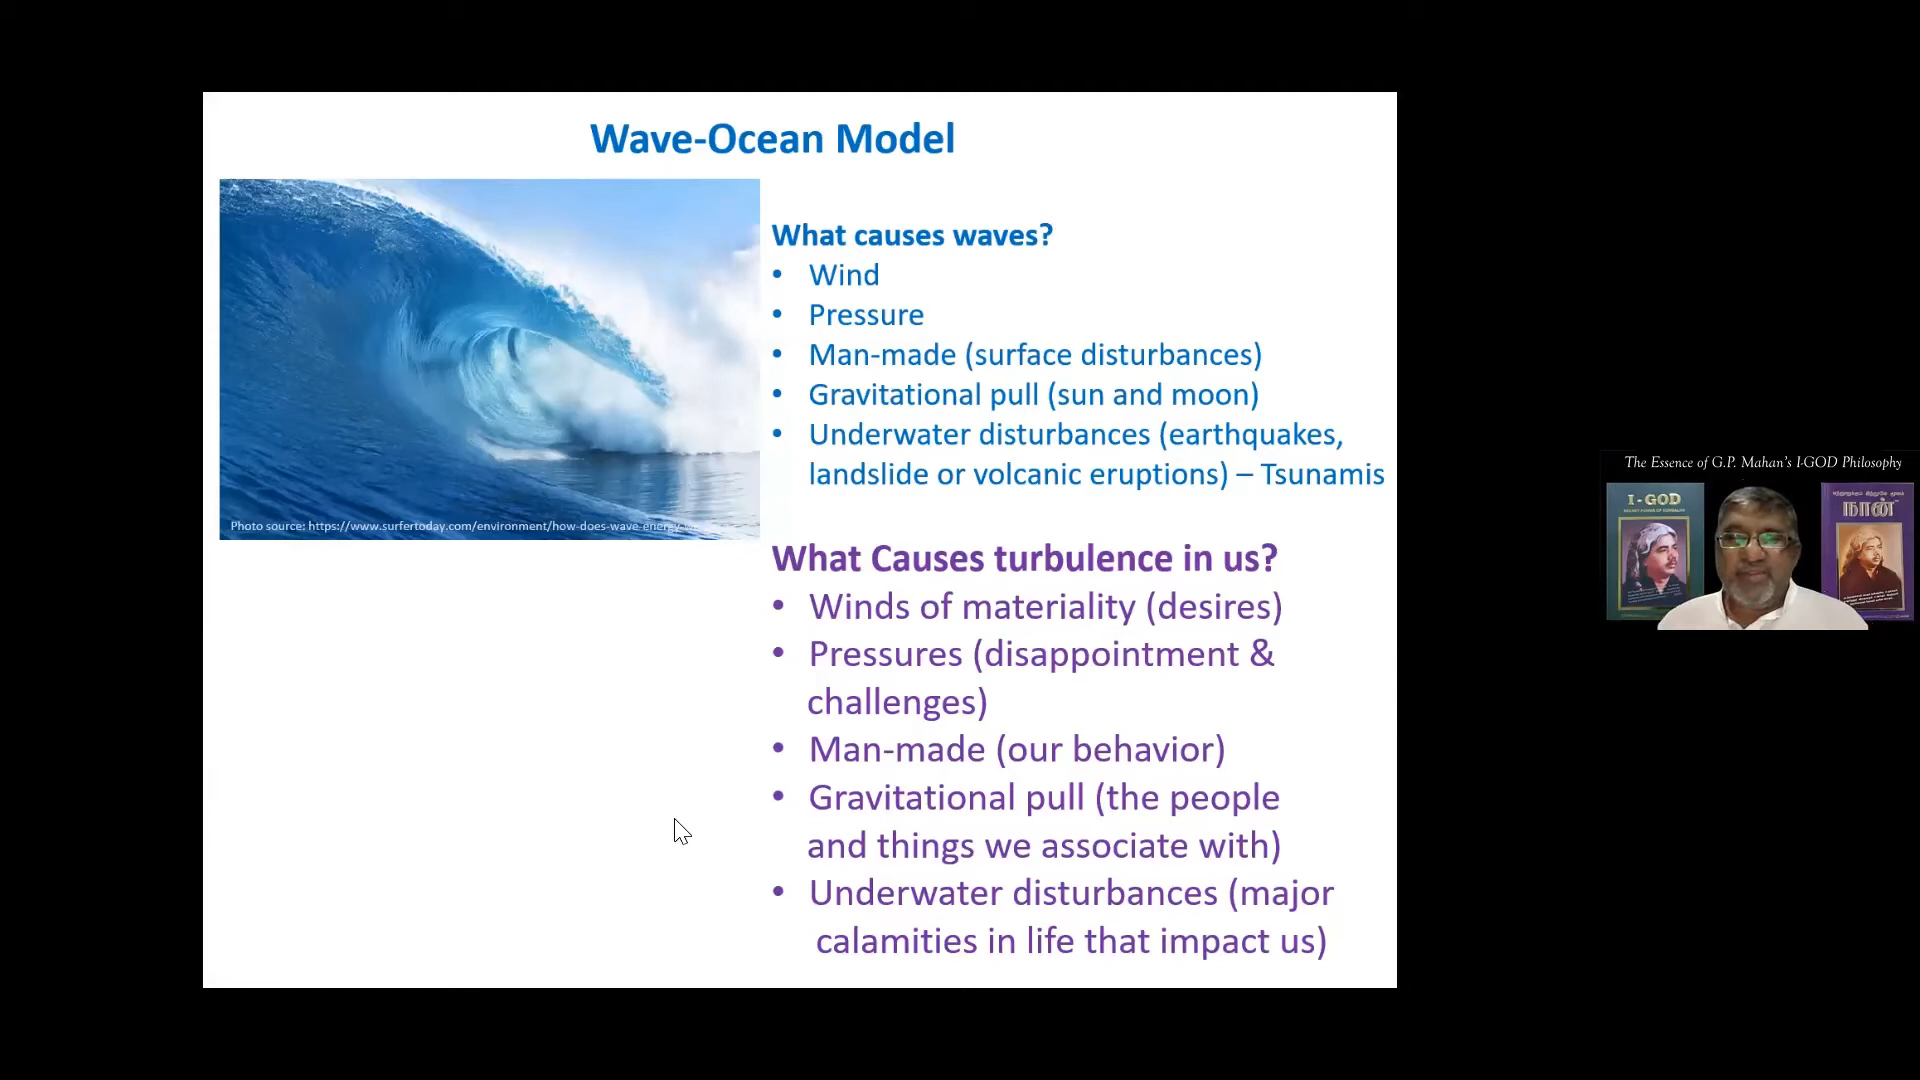 Wave-Ocean Model
What causes waves?
• Wind
• Pressure
• Man-made (surface disturbances)
• Gravitational pull (sun and moon)
• Underwater disturbances (earthquakes,
landslide or volcanic eruptions) – Tsunamis
Photo source: https://www.surfertoday.com/environment/how-does-wave-energy
What Causes turbulence in us?
• Winds of materiality (desires)
• Pressures (disappointment &
challenges)
• Man-made (our behavior)
• Gravitational pull (the people
and things we associate with)
• Underwater disturbances (major
calamities in life that impact us)
The Essence of G.P. Mahan's I-GOD Philosophy
I-GOD
நான்